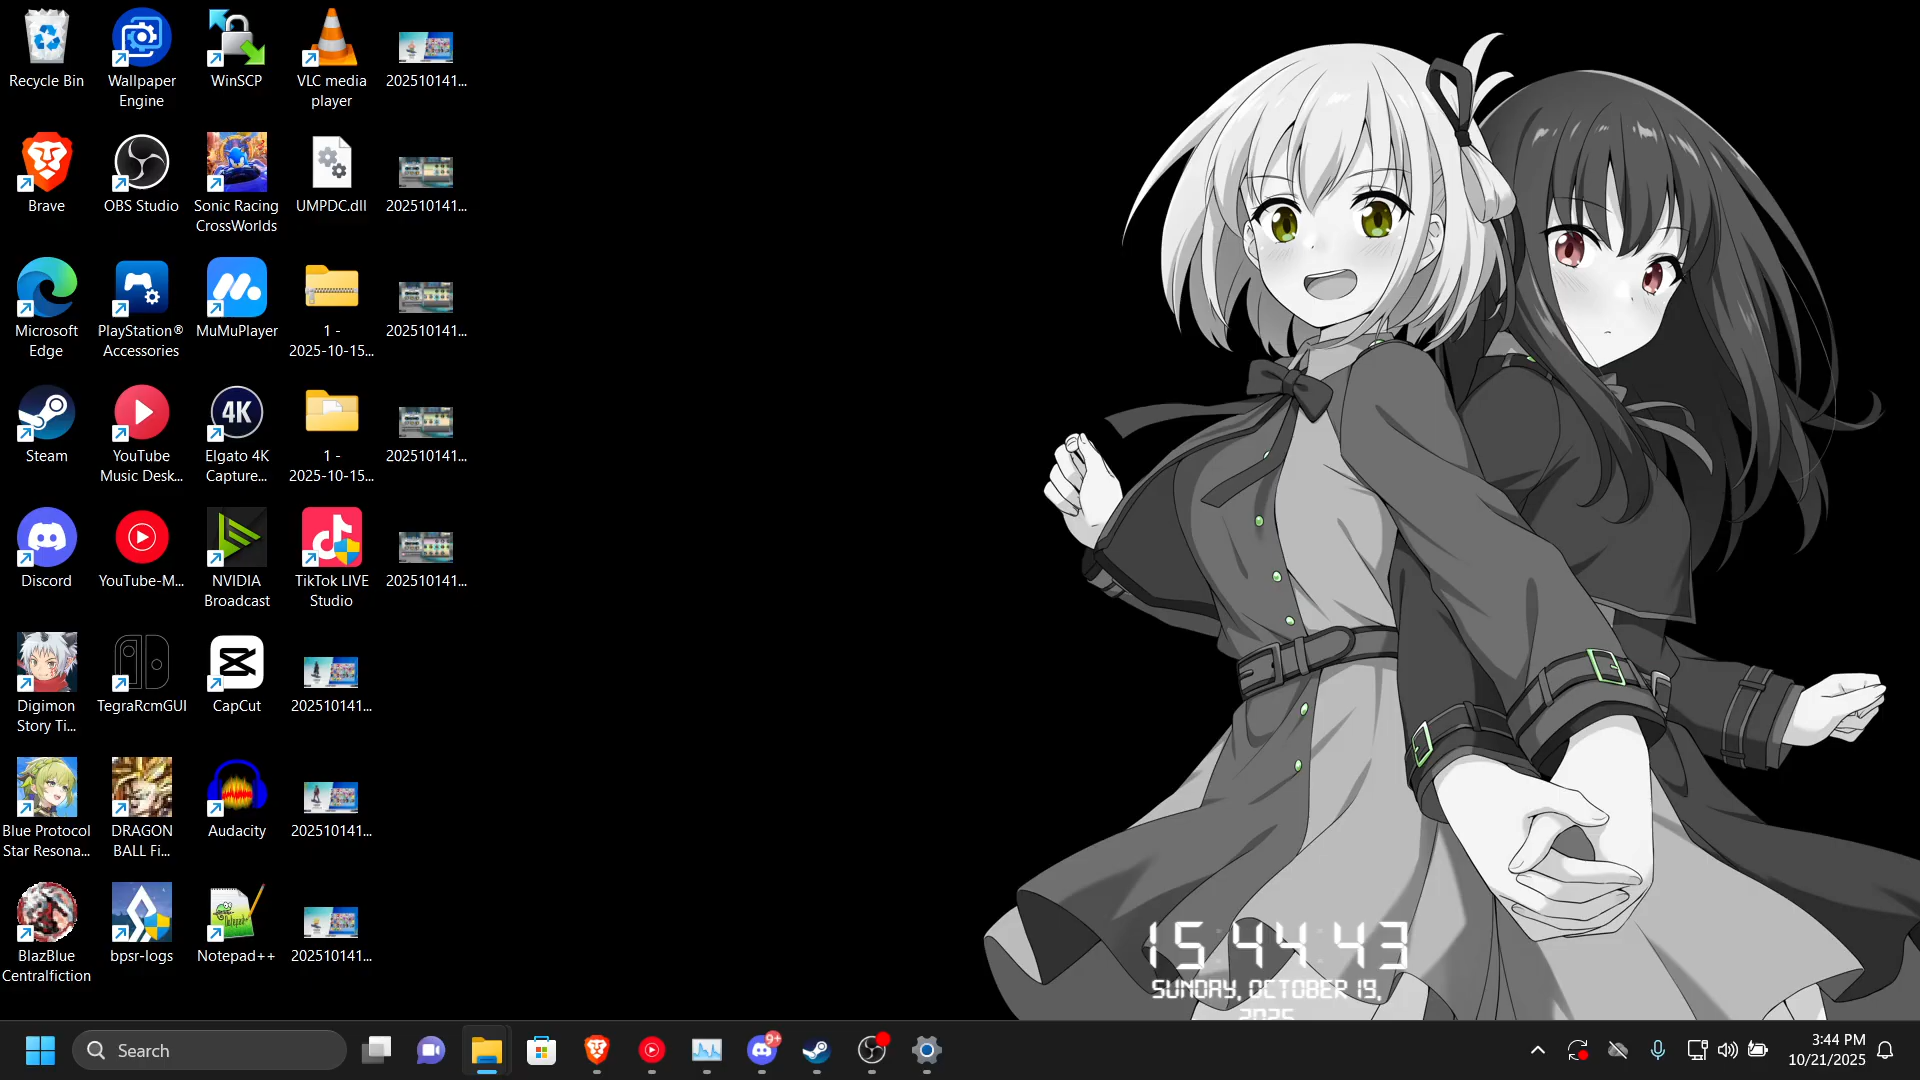 Recycle Bin
Wallpaper
Engine
WinSCP
VLC media
player
202510141...
Brave
OBS Studio
Sonic Racing
CrossWorlds
UMPDC.dll
202510141...
Microsoft
Edge
PlayStation®
Accessories
MuMuPlayer
1 -
2025-10-15...
202510141...
Steam
YouTube
Music Desk...
4K
Elgato 4K
Capture...
1 -
2025-10-15...
202510141...
Discord
YouTube-M...
NVIDIA
Broadcast
TikTok LIVE
Studio
202510141...
Digimon
Story Ti...
TegraRcmGUI
CapCut
202510141...
Blue Protocol
Star Resona...
DRAGON
BALL Fi...
Audacity
202510141...
BlazBlue
Centralfiction
bpsr-logs
Notepad++
202510141...
15:44:43
SUNDAY, OCTOBER 19,
2025
Search
9+
3:44 PM
10/21/2025